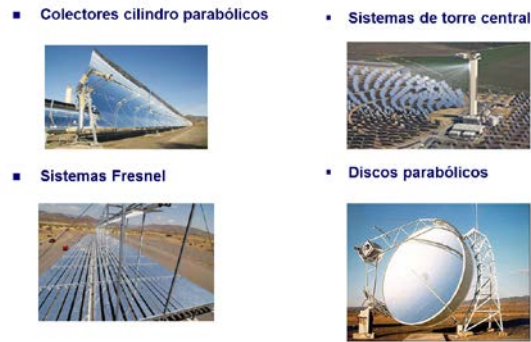 Colectores cilindro parabólicos
Sistemas de torre central
Sistemas Fresnel
Discos parabólicos